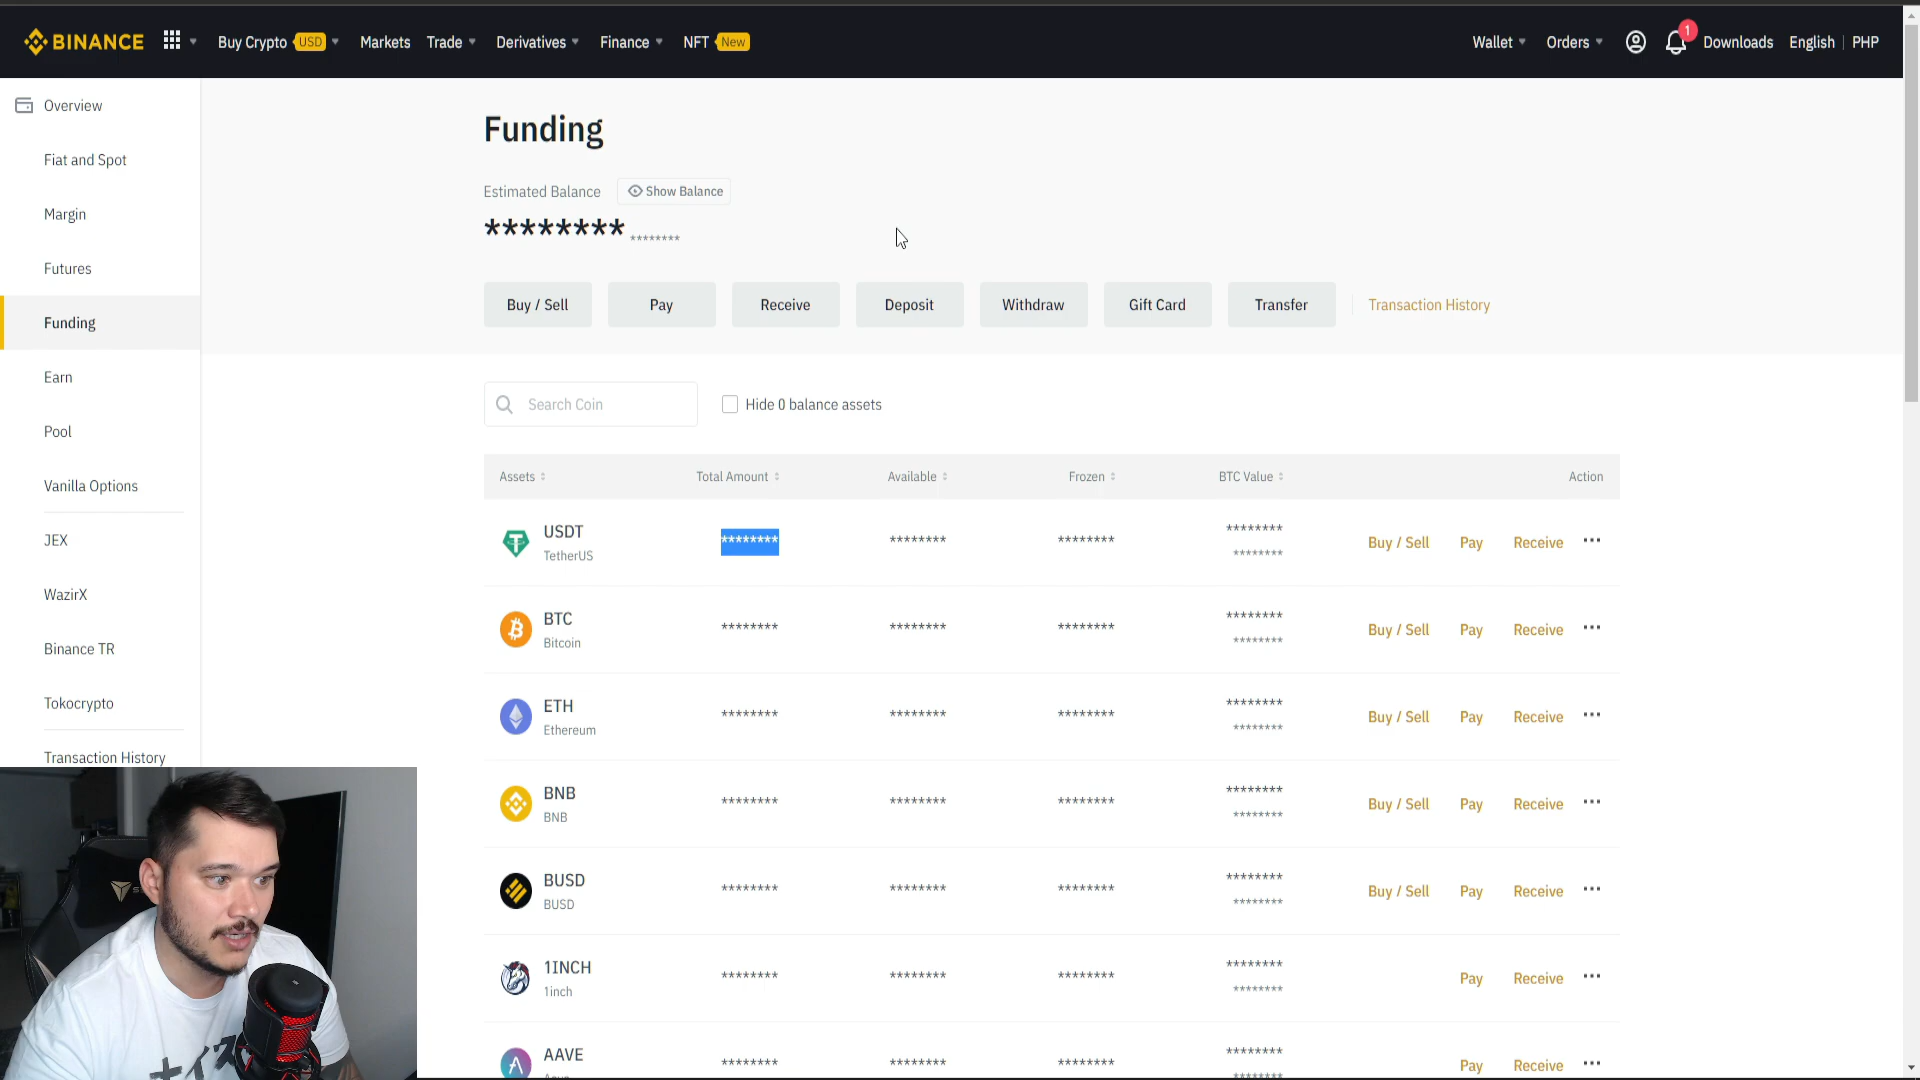 BINANCE Buy Crypto USD Markets Trade Derivatives Finance NFT New Wallet Orders 1 Downloads English | PHP
Overview
Fiat and Spot
Margin
Futures
Funding
Earn
Pool
Vanilla Options
JEX
WazirX
Binance TR
Tokocrypto
Transaction History
Funding
Estimated Balance Show Balance
******** ********
Buy / Sell Pay Receive Deposit Withdraw Gift Card Transfer Transaction History
Search Coin Hide 0 balance assets
Assets Total Amount Available Frozen BTC Value Action
USDT ******** ******** ******** ******** Buy / Sell Pay Receive ...
TetherUS ********
BTC ******** ******** ******** ******** Buy / Sell Pay Receive ...
Bitcoin ********
ETH ******** ******** ******** ******** Buy / Sell Pay Receive ...
Ethereum ********
BNB ******** ******** ******** ******** Buy / Sell Pay Receive ...
BNB ********
BUSD ******** ******** ******** ******** Buy / Sell Pay Receive ...
BUSD ********
1INCH ******** ******** ******** ******** Pay Receive ...
1inch ********
AAVE ******** ******** ******** ******** Pay Receive ...